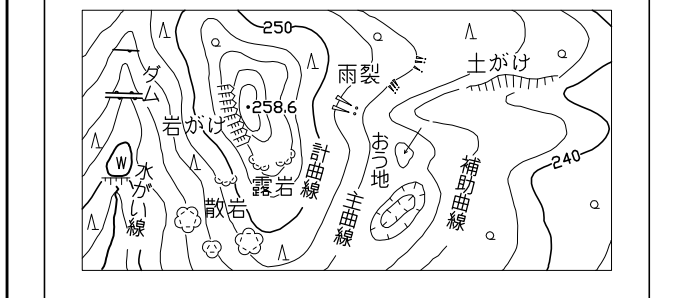 250
雨裂
土がけ
ダム
258.6
岩がけ
W
水がい線
計曲線
おう地
補助曲線
240
露岩
主曲線
散岩